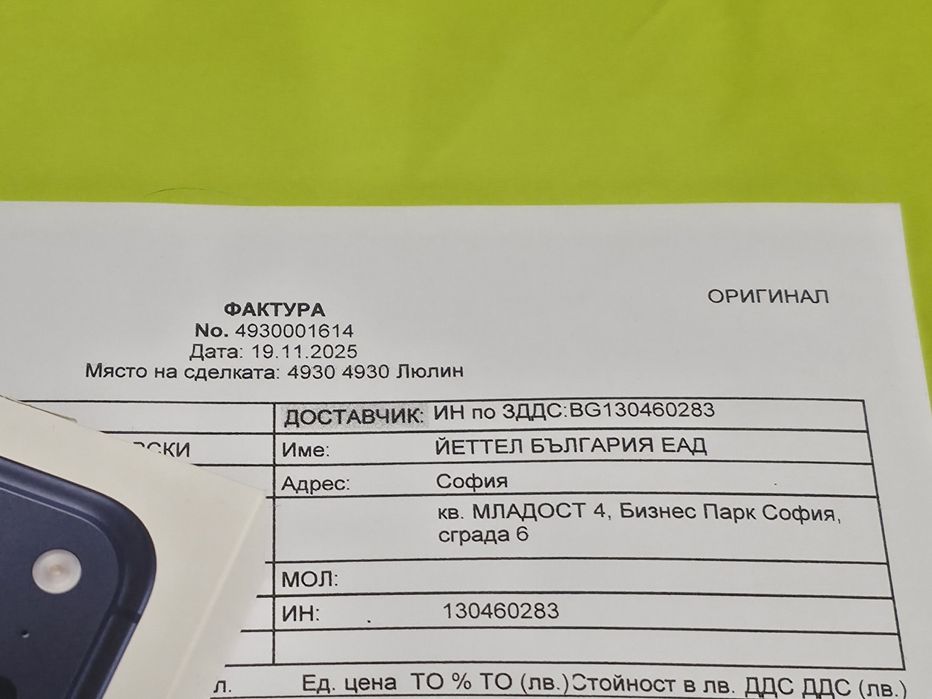 ОРИГИНАЛ
ФАКТУРА
No. 4930001614
Дата: 19.11.2025
Място на сделката: 4930 4930 Люлин
ДОСТАВЧИК: ИН по ЗДДС:BG130460283
Име: ЙЕТТЕЛ БЪЛГАРИЯ ЕАД
Адрес: София
кв. МЛАДОСТ 4, Бизнес Парк София,
сграда 6
МОЛ:
ИН: 130460283
Ед. цена ТО % ТО (лв.) Стойност в лв. ДДС ДДС (лв.)